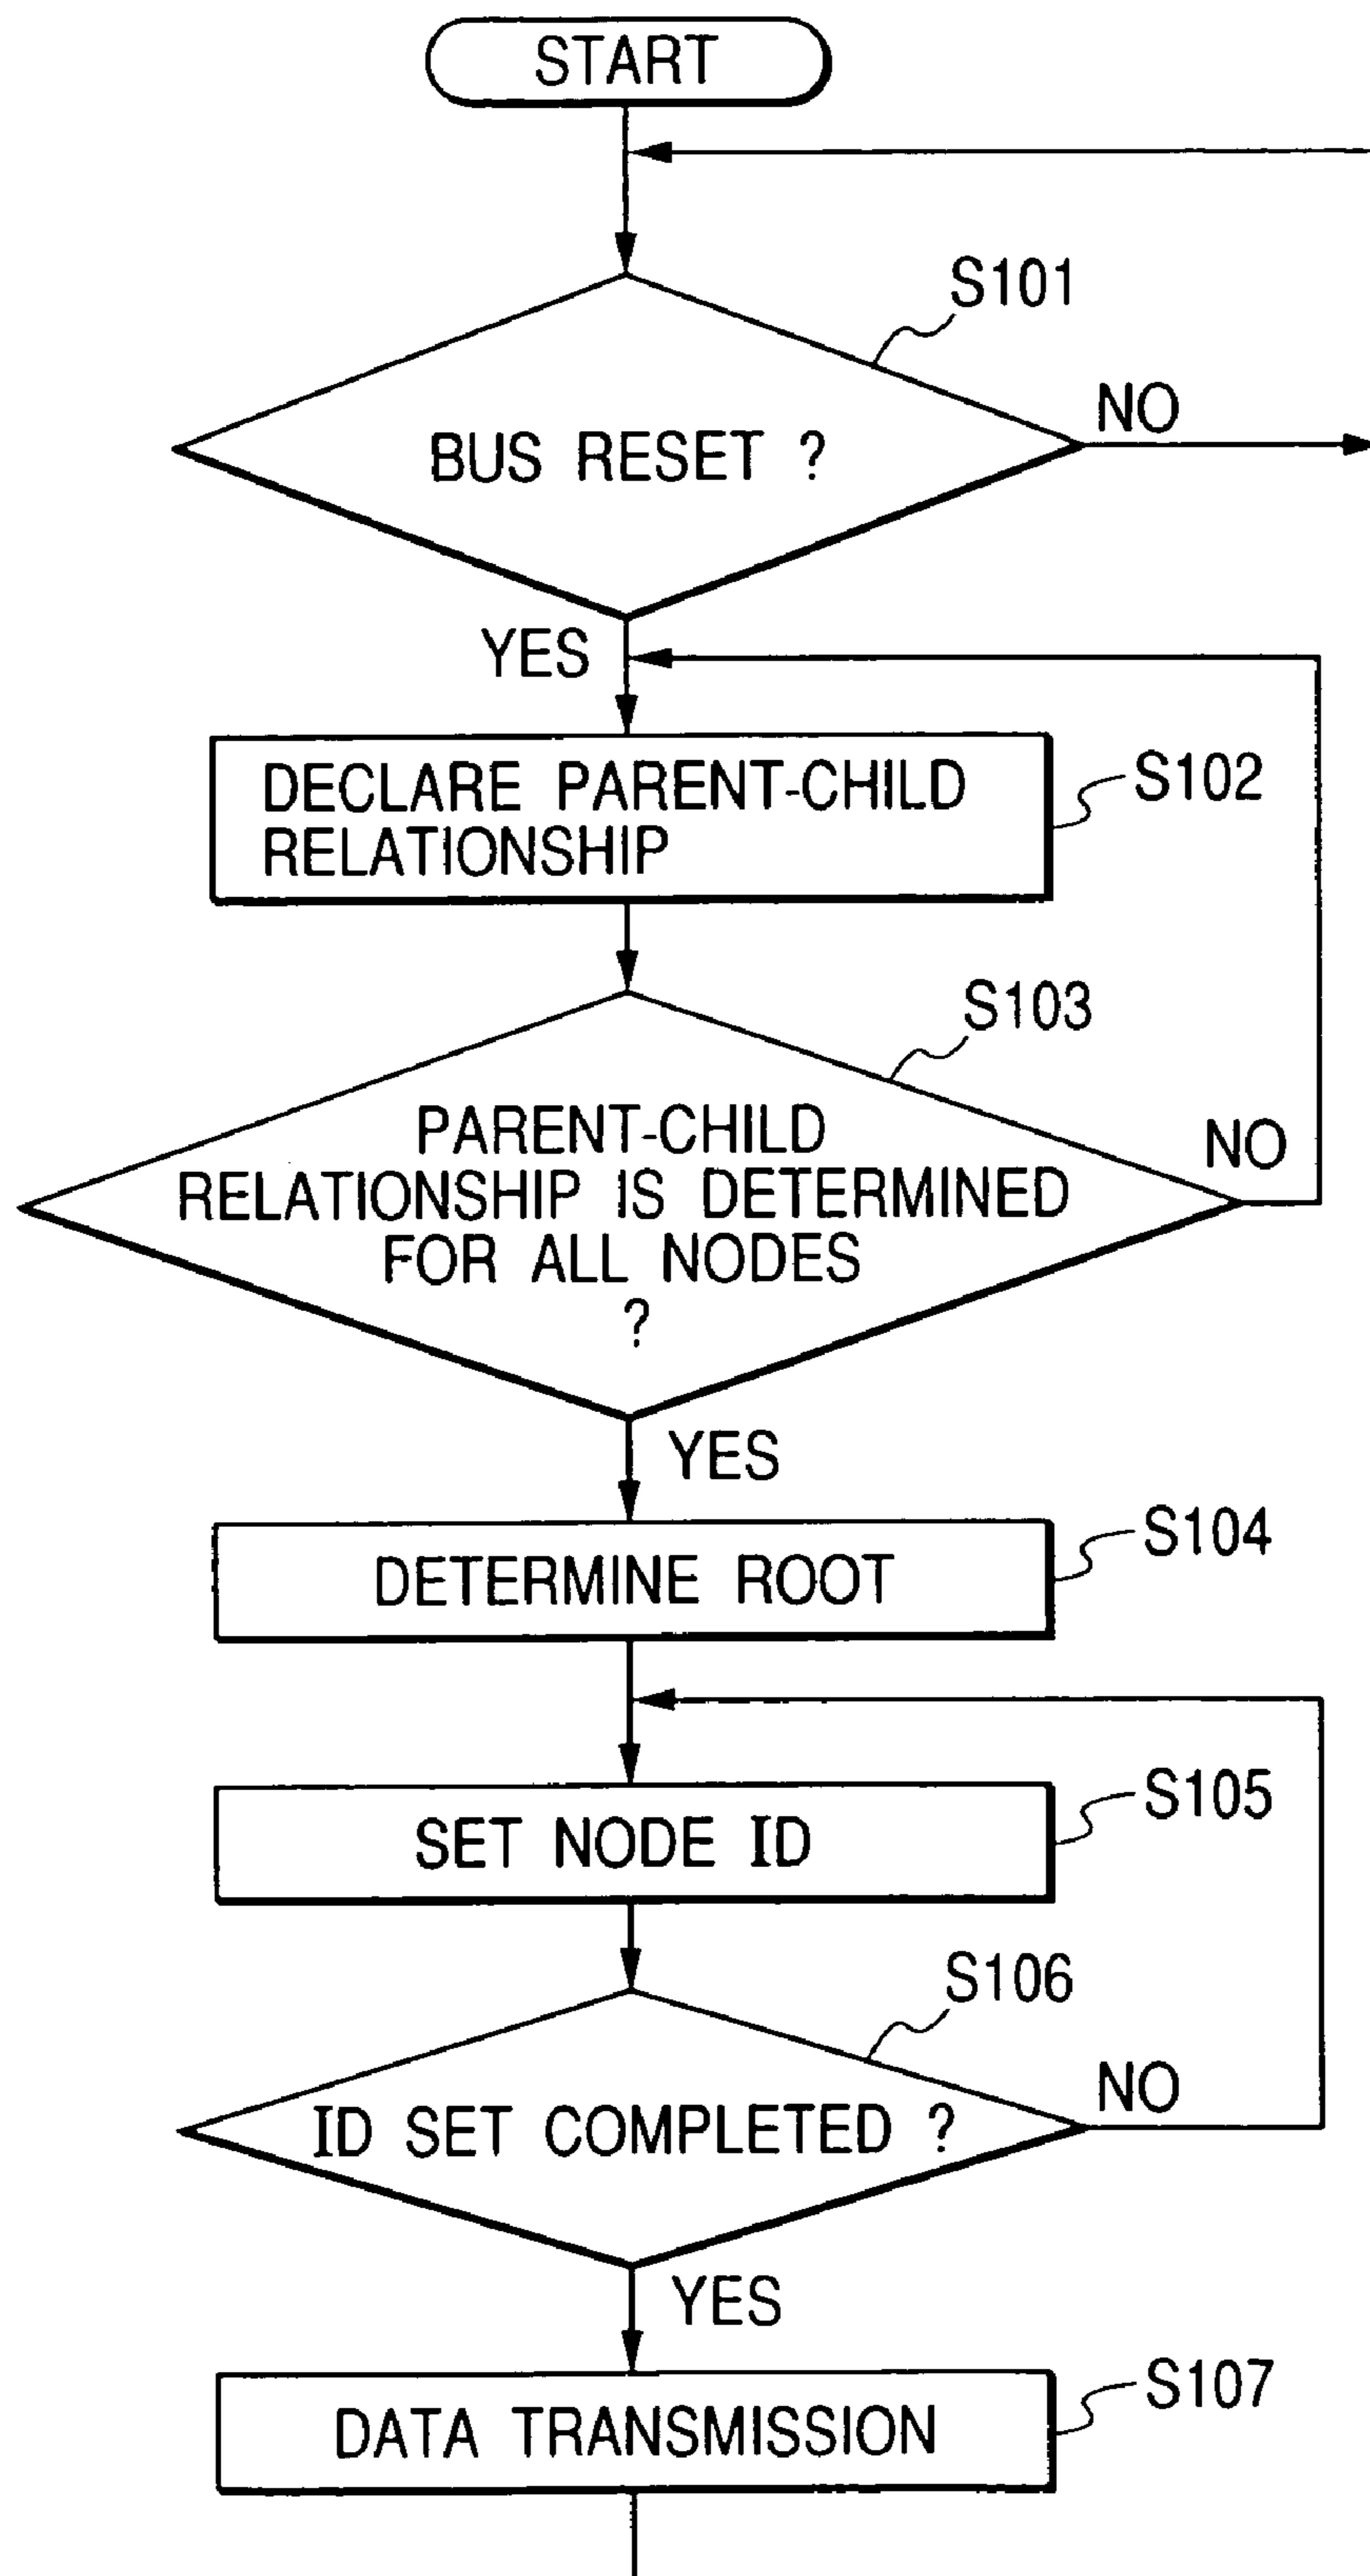 START
S101
BUS RESET ?
NO
YES
DECLARE PARENT-CHILD
RELATIONSHIP
S102
S103
PARENT-CHILD
RELATIONSHIP IS DETERMINED
FOR ALL NODES
?
NO
YES
DETERMINE ROOT
S104
SET NODE ID
S105
S106
ID SET COMPLETED ?
NO
YES
DATA TRANSMISSION
S107